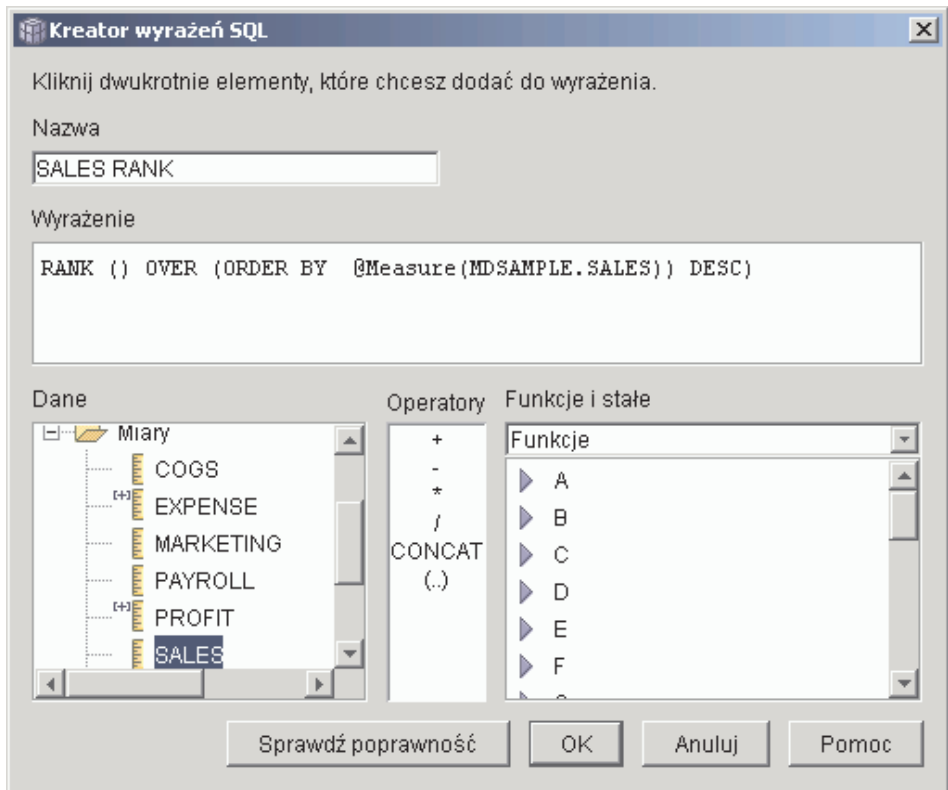 Kreator wyrażeń SQL
Kliknij dwukrotnie elementy, które chcesz dodać do wyrażenia.
Nazwa
SALES RANK
Wyrażenie
RANK () OVER (ORDER BY @Measure(MDSAMPLE.SALES)) DESC)
Dane
Miary
COGS
EXPENSE
MARKETING
PAYROLL
PROFIT
SALES
Operatory
+
-
*
/
CONCAT
(..)
Funkcje i stałe
Funkcje
A
B
C
D
E
F
Sprawdź poprawność
OK
Anuluj
Pomoc